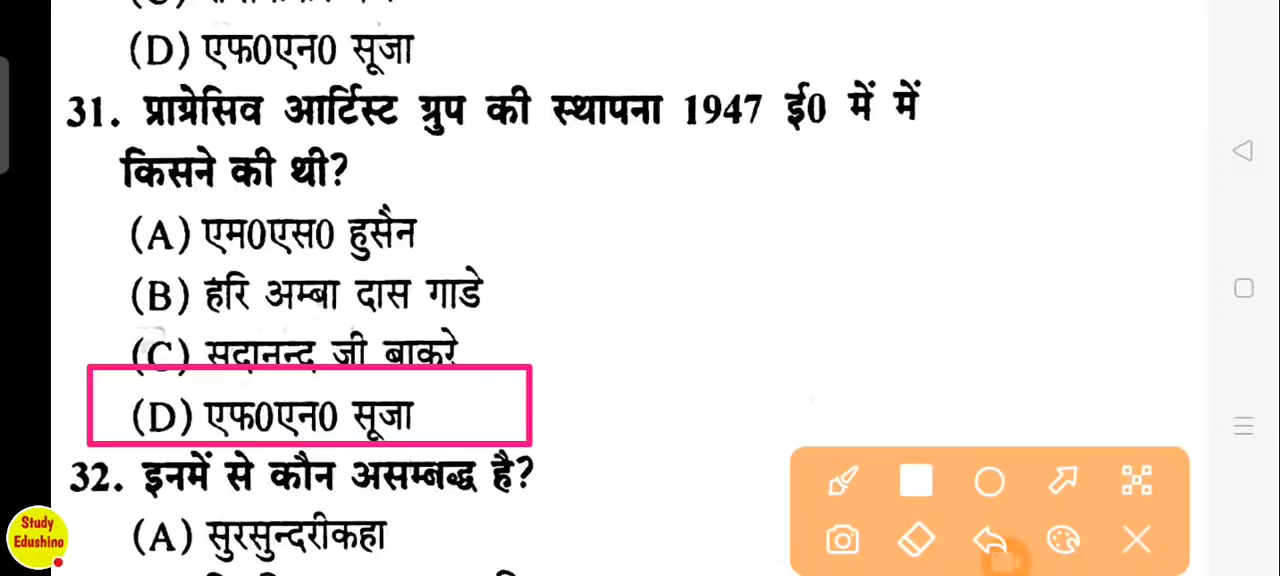 (D) एफ0एन0 सूजा
31. प्राग्रेसिव आर्टिस्ट ग्रुप की स्थापना 1947 ई0 में में
किसने की थी?
(A) एम0एस0 हुसैन
(B) हरि अम्बा दास गाडे
(C) सदानन्द जी बाकरे
(D) एफ0एन0 सूजा
32. इनमें से कौन असम्बद्ध है?
(A) सुरसुन्दरीकहा
Study
Edushino